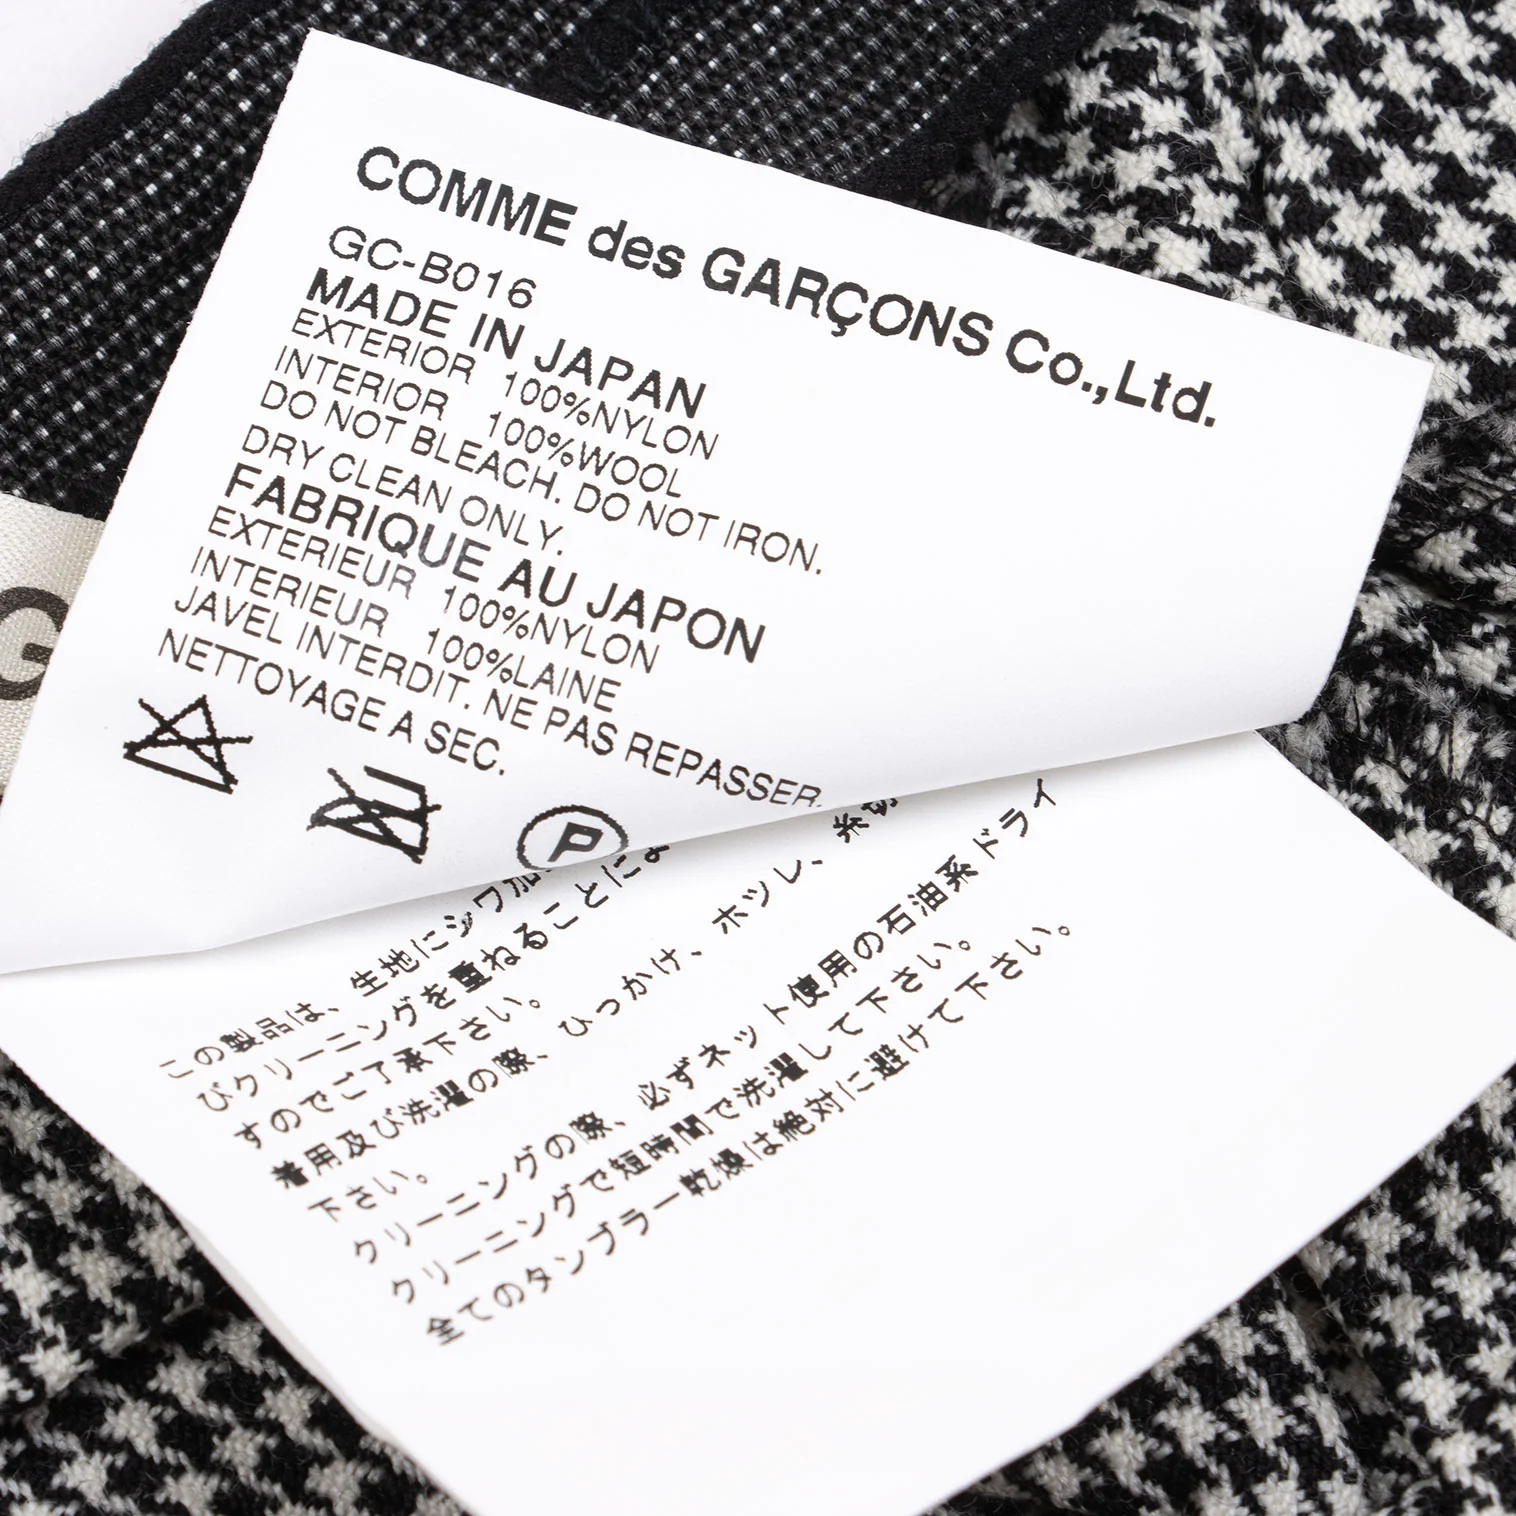 COMME des GARÇONS Co.,Ltd.
GC-B016
MADE IN JAPAN
EXTERIOR 100%NYLON
INTERIOR 100%WOOL
DO NOT BLEACH. DO NOT IRON.
DRY CLEAN ONLY.
FABRIQUE AU JAPON
EXTERIEUR 100%NYLON
INTERIEUR 100%LAINE
JAVEL INTERDIT. NE PAS REPASSER.
NETTOYAGE A SEC.
P
G
この製品は、生地にシワ加
びクリーニングを重ねることによ
すのでご了承下さい。
着用及び洗濯の際、ひっかけ、ホツレ、糸切
下さい。
クリーニングの際、必ずネット使用の石油系ドライ
クリーニングで短時間で洗濯して下さい。
全てのタンブラー乾燥は絶対に避けて下さい。